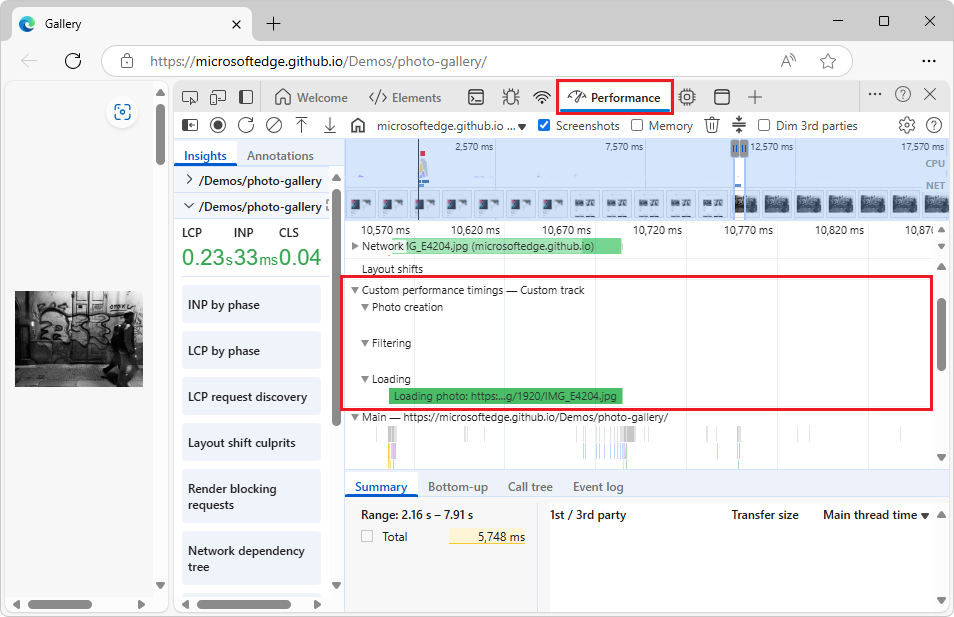 Gallery
https://microsoftedge.github.io/Demos/photo-gallery/
Welcome
Elements
Performance
microsoftedge.github.io ...
Screenshots
Memory
Dim 3rd parties
Insights
Annotations
/Demos/photo-gallery
/Demos/photo-gallery
LCP INP CLS
0.23s 33ms 0.04
INP by phase
LCP by phase
LCP request discovery
Layout shift culprits
Render blocking
requests
Network dependency
tree
2,570 ms 7,570 ms 12,570 ms 17,570 ms
CPU
NET
10,570 ms 10,620 ms 10,670 ms 10,720 ms 10,770 ms 10,820 ms 10,870
Network IG_E4204.jpg (microsoftedge.github.io)
Layout shifts
Custom performance timings — Custom track
Photo creation
Filtering
Loading
Loading photo: https:...g/1920/IMG_E4204.jpg
Main — https://microsoftedge.github.io/Demos/photo-gallery/
Summary Bottom-up Call tree Event log
Range: 2.16 s – 7.91 s
Total 5,748 ms
1st / 3rd party Transfer size Main thread time